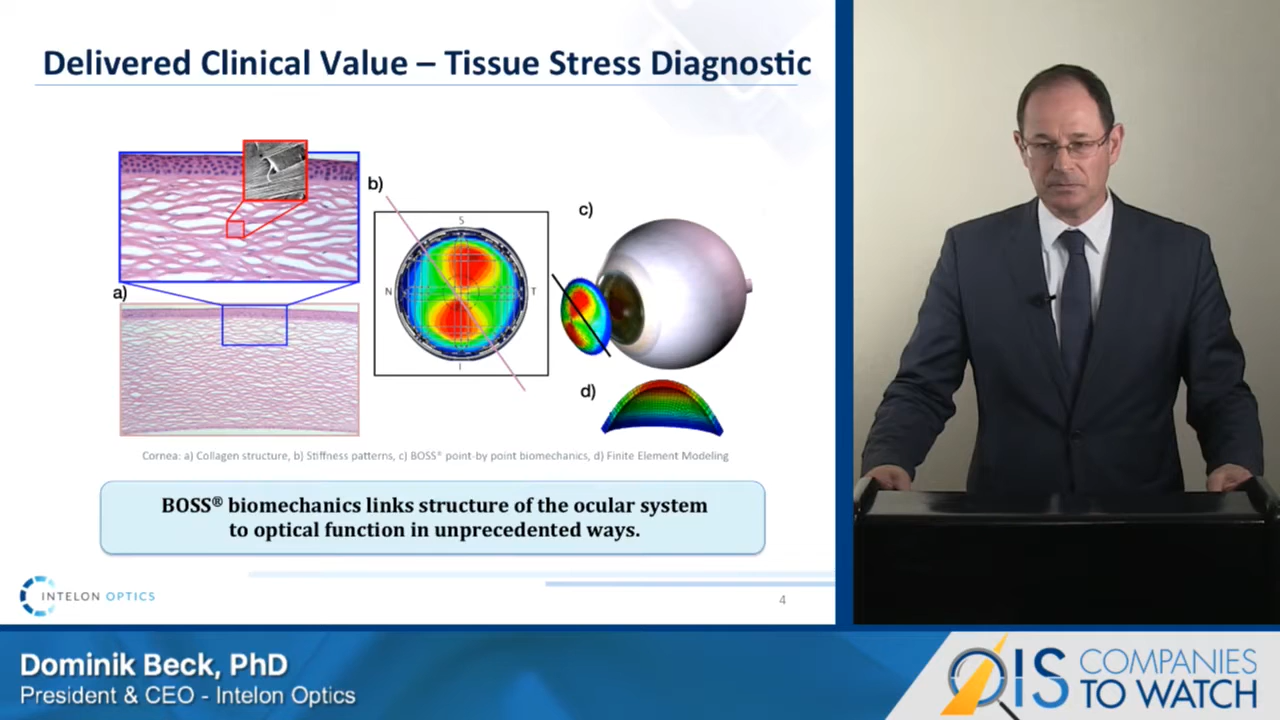 Delivered Clinical Value – Tissue Stress Diagnostic
b)
c)
S
N
T
I
a)
d)
Cornea: a) Collagen structure, b) Stiffness patterns, c) BOSS® point-by point biomechanics, d) Finite Element Modeling
BOSS® biomechanics links structure of the ocular system
to optical function in unprecedented ways.
INTELON OPTICS
4
Dominik Beck, PhD
President & CEO - Intelon Optics
OIS COMPANIES
TO WATCH